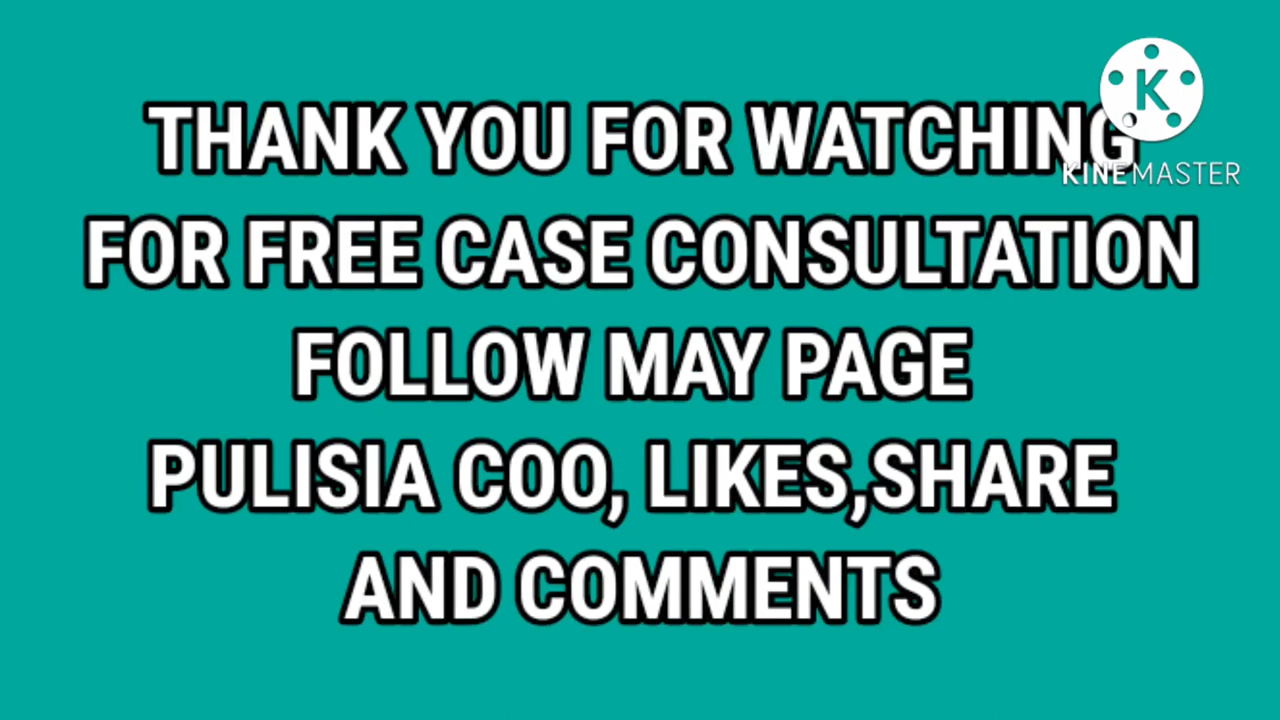 THANK YOU FOR WATCHING
K
KINEMASTER
FOR FREE CASE CONSULTATION
FOLLOW MAY PAGE
PULISIA COO, LIKES,SHARE
AND COMMENTS